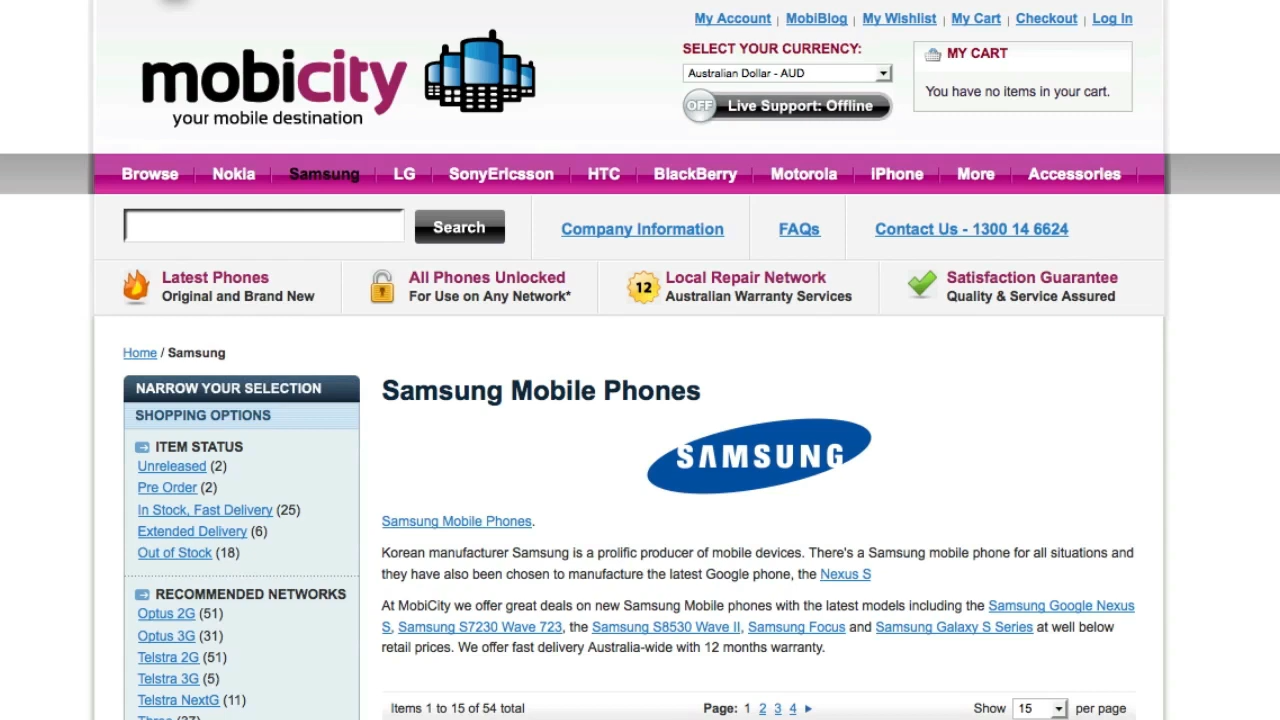 My Account | MobiBlog | My Wishlist | My Cart | Checkout | Log In
mobicity
your mobile destination
SELECT YOUR CURRENCY:
Australian Dollar - AUD
OFF Live Support: Offline
MY CART
You have no items in your cart.
Browse Nokia Samsung LG SonyEricsson HTC BlackBerry Motorola iPhone More Accessories
Search Company Information FAQs Contact Us - 1300 14 6624
Latest Phones
Original and Brand New
All Phones Unlocked
For Use on Any Network*
12
Local Repair Network
Australian Warranty Services
Satisfaction Guarantee
Quality & Service Assured
Home / Samsung
NARROW YOUR SELECTION
SHOPPING OPTIONS
ITEM STATUS
Unreleased (2)
Pre Order (2)
In Stock, Fast Delivery (25)
Extended Delivery (6)
Out of Stock (18)
RECOMMENDED NETWORKS
Optus 2G (51)
Optus 3G (31)
Telstra 2G (51)
Telstra 3G (5)
Telstra NextG (11)
Three (37)
Samsung Mobile Phones
SAMSUNG
Samsung Mobile Phones.
Korean manufacturer Samsung is a prolific producer of mobile devices. There's a Samsung mobile phone for all situations and
they have also been chosen to manufacture the latest Google phone, the Nexus S
At MobiCity we offer great deals on new Samsung Mobile phones with the latest models including the Samsung Google Nexus
S, Samsung S7230 Wave 723, the Samsung S8530 Wave II, Samsung Focus and Samsung Galaxy S Series at well below
retail prices. We offer fast delivery Australia-wide with 12 months warranty.
Items 1 to 15 of 54 total Page: 1 2 3 4 Show 15 per page